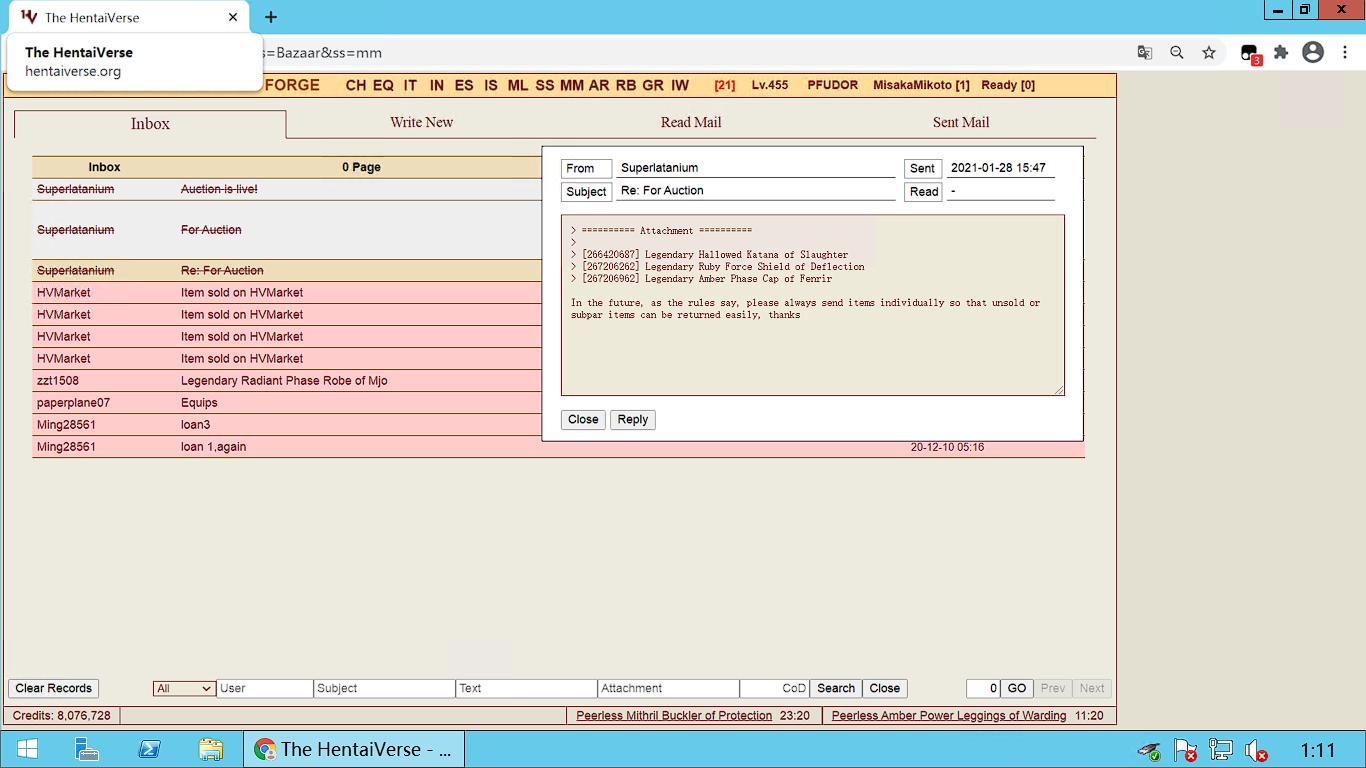 The HentaiVerse
The HentaiVerse
hentaiverse.org
s=Bazaar&ss=mm
3
FORGE CH EQ IT IN ES IS ML SS MM AR RB GR IW [21] Lv.455 PFUDOR MisakaMikoto [1] Ready [0]
Inbox Write New Read Mail Sent Mail
Inbox 0 Page
Superlatanium Auction is live!
Superlatanium For Auction
Superlatanium Re: For Auction
HVMarket Item sold on HVMarket
HVMarket Item sold on HVMarket
HVMarket Item sold on HVMarket
HVMarket Item sold on HVMarket
zzt1508 Legendary Radiant Phase Robe of Mjo
paperplane07 Equips
Ming28561 loan3
Ming28561 loan 1,again 20-12-10 05:16
From Superlatanium Sent 2021-01-28 15:47
Subject Re: For Auction Read -
> ========== Attachment ==========
>
> [266420687] Legendary Hallowed Katana of Slaughter
> [267206262] Legendary Ruby Force Shield of Deflection
> [267206962] Legendary Amber Phase Cap of Fenrir
In the future, as the rules say, please always send items individually so that unsold or
subpar items can be returned easily, thanks
Close Reply
Clear Records All User Subject Text Attachment CoD Search Close 0 GO Prev Next
Credits: 8,076,728 Peerless Mithril Buckler of Protection 23:20 Peerless Amber Power Leggings of Warding 11:20
The HentaiVerse - ... 1:11